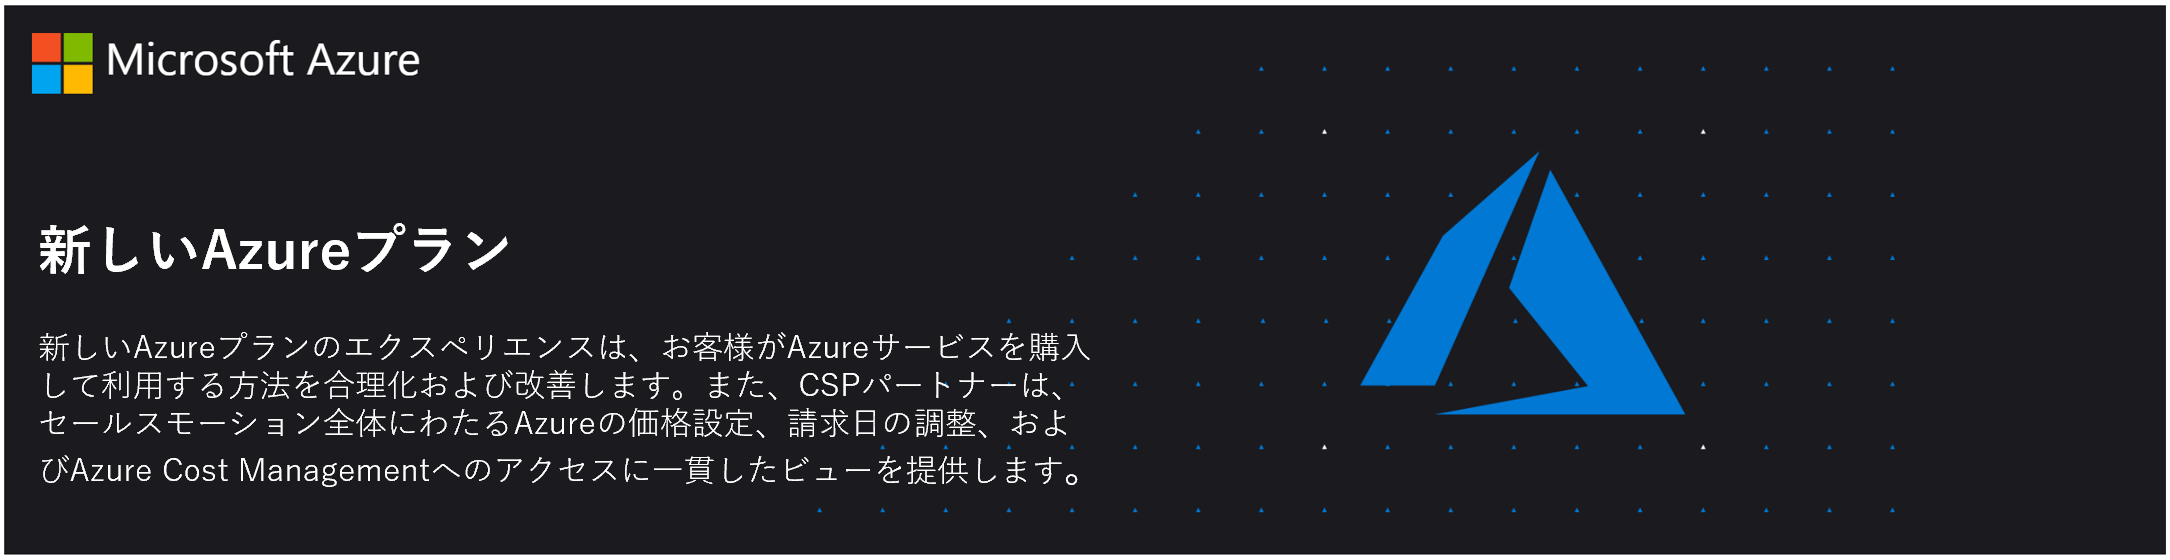 Microsoft Azure
新しいAzureプラン
新しいAzureプランのエクスペリエンスは、お客様がAzureサービスを購入
して利用する方法を合理化および改善します。また、CSPパートナーは、
セールスモーション全体にわたるAzureの価格設定、請求日の調整、およ
びAzure Cost Managementへのアクセスに一貫したビューを提供します。